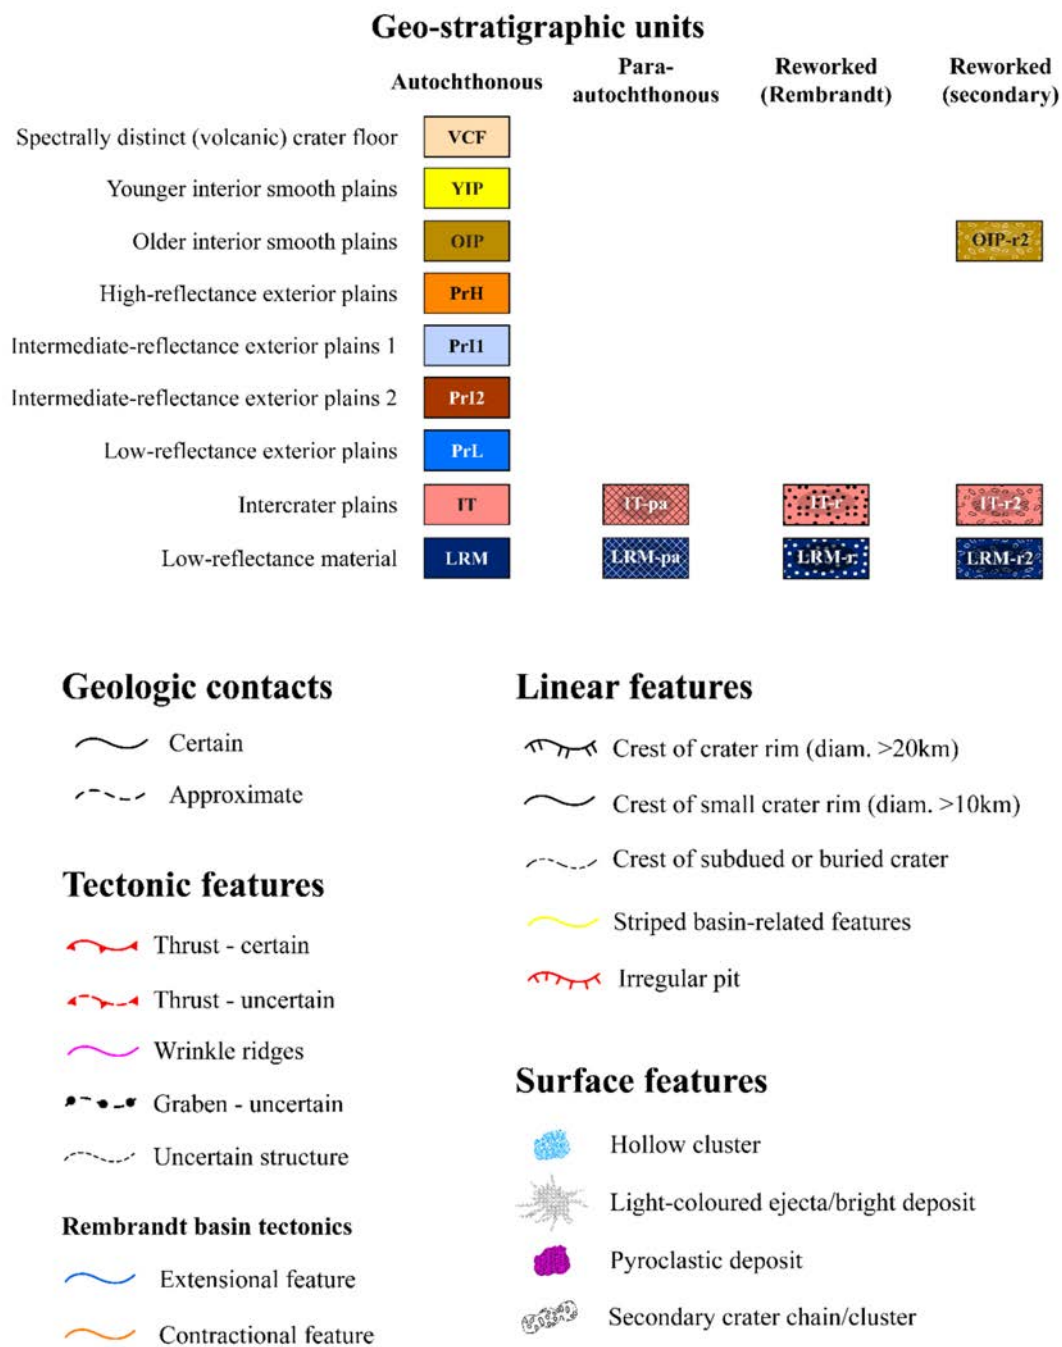 Geo-stratigraphic units
Autochthonous
Para-
autochthonous
Reworked
(Rembrandt)
Reworked
(secondary)
Spectrally distinct (volcanic) crater floor VCF
Younger interior smooth plains YIP
Older interior smooth plains OIP OIP-r2
High-reflectance exterior plains PrH
Intermediate-reflectance exterior plains 1 PrI1
Intermediate-reflectance exterior plains 2 PrI2
Low-reflectance exterior plains PrL
Intercrater plains IT IT-pa IT-r IT-r2
Low-reflectance material LRM LRM-pa LRM-r LRM-r2
Geologic contacts
Certain
Approximate
Tectonic features
Thrust - certain
Thrust - uncertain
Wrinkle ridges
Graben - uncertain
Uncertain structure
Rembrandt basin tectonics
Extensional feature
Contractional feature
Linear features
Crest of crater rim (diam. >20km)
Crest of small crater rim (diam. >10km)
Crest of subdued or buried crater
Striped basin-related features
Irregular pit
Surface features
Hollow cluster
Light-coloured ejecta/bright deposit
Pyroclastic deposit
Secondary crater chain/cluster